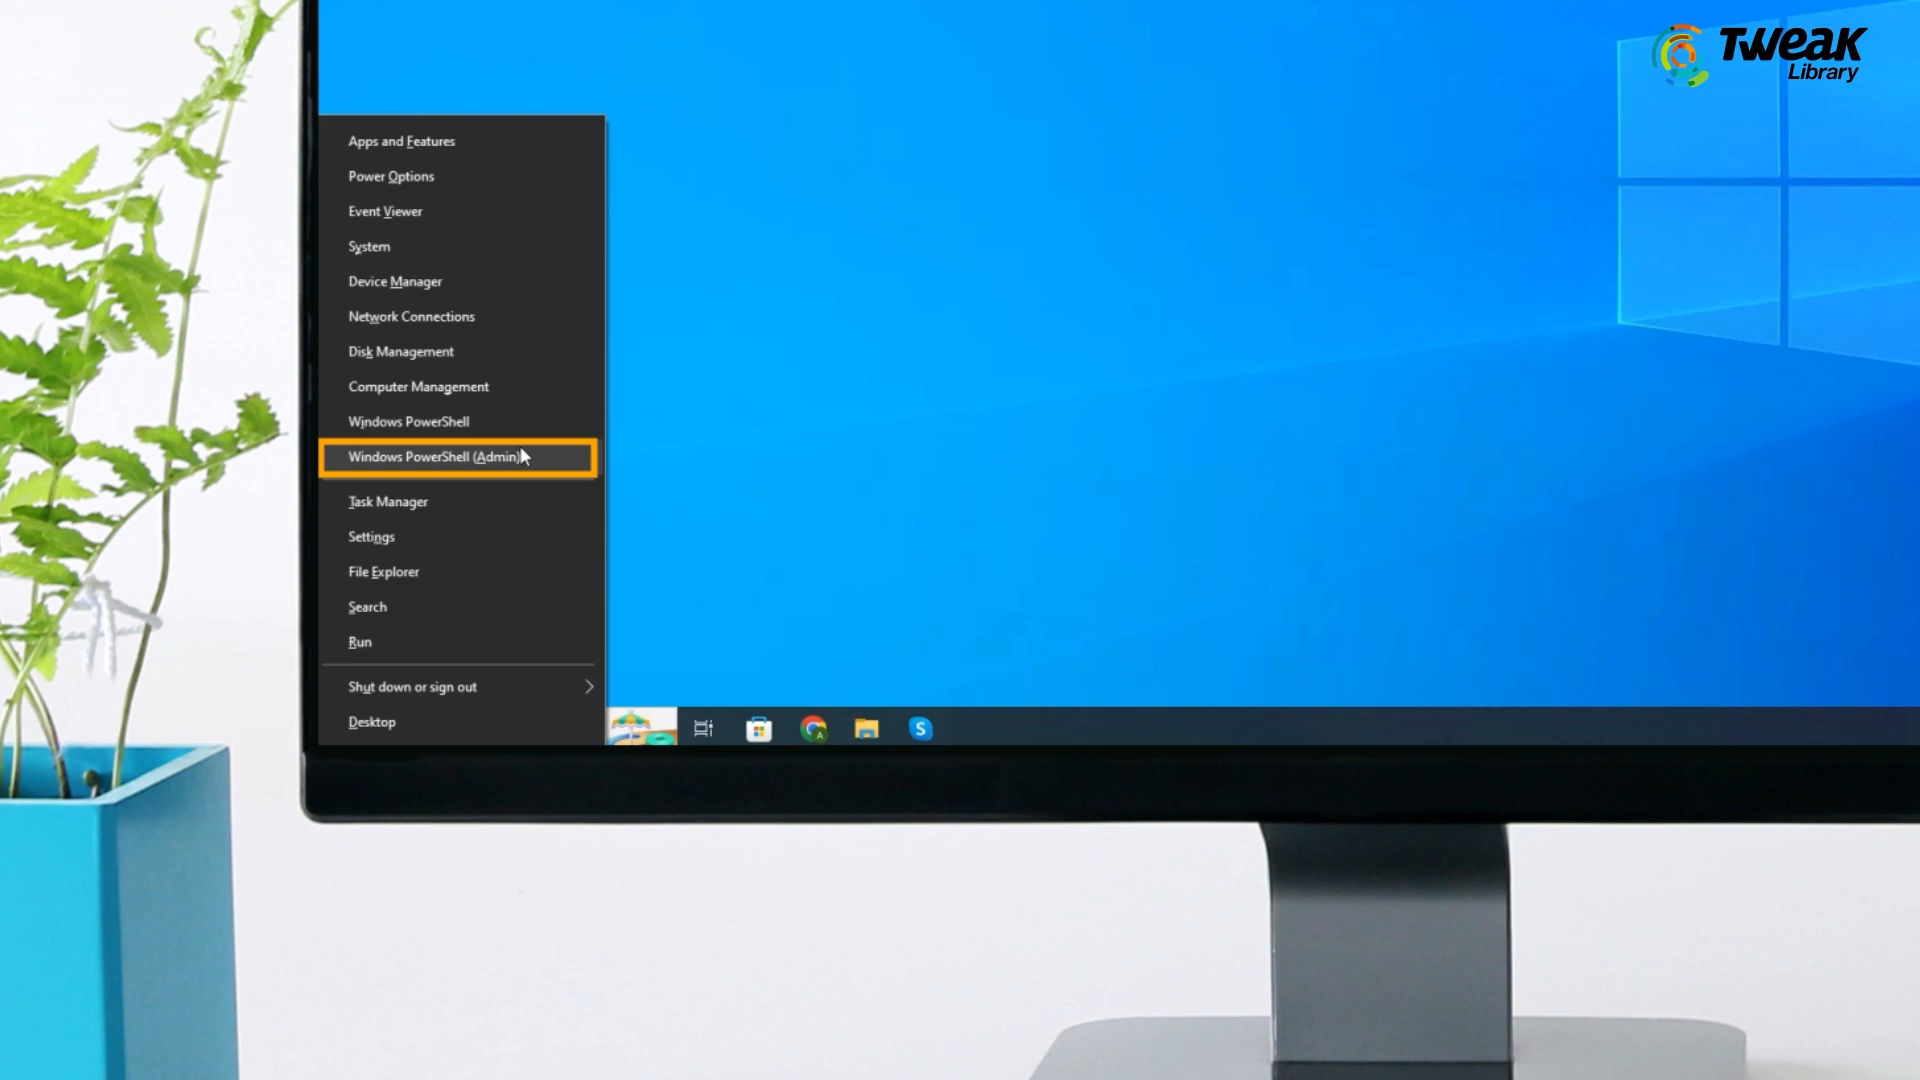 Tweak
Library
Apps and Features
Power Options
Event Viewer
System
Device Manager
Network Connections
Disk Management
Computer Management
Windows PowerShell
Windows PowerShell (Admin)
Task Manager
Settings
File Explorer
Search
Run
Shut down or sign out
Desktop
A
S